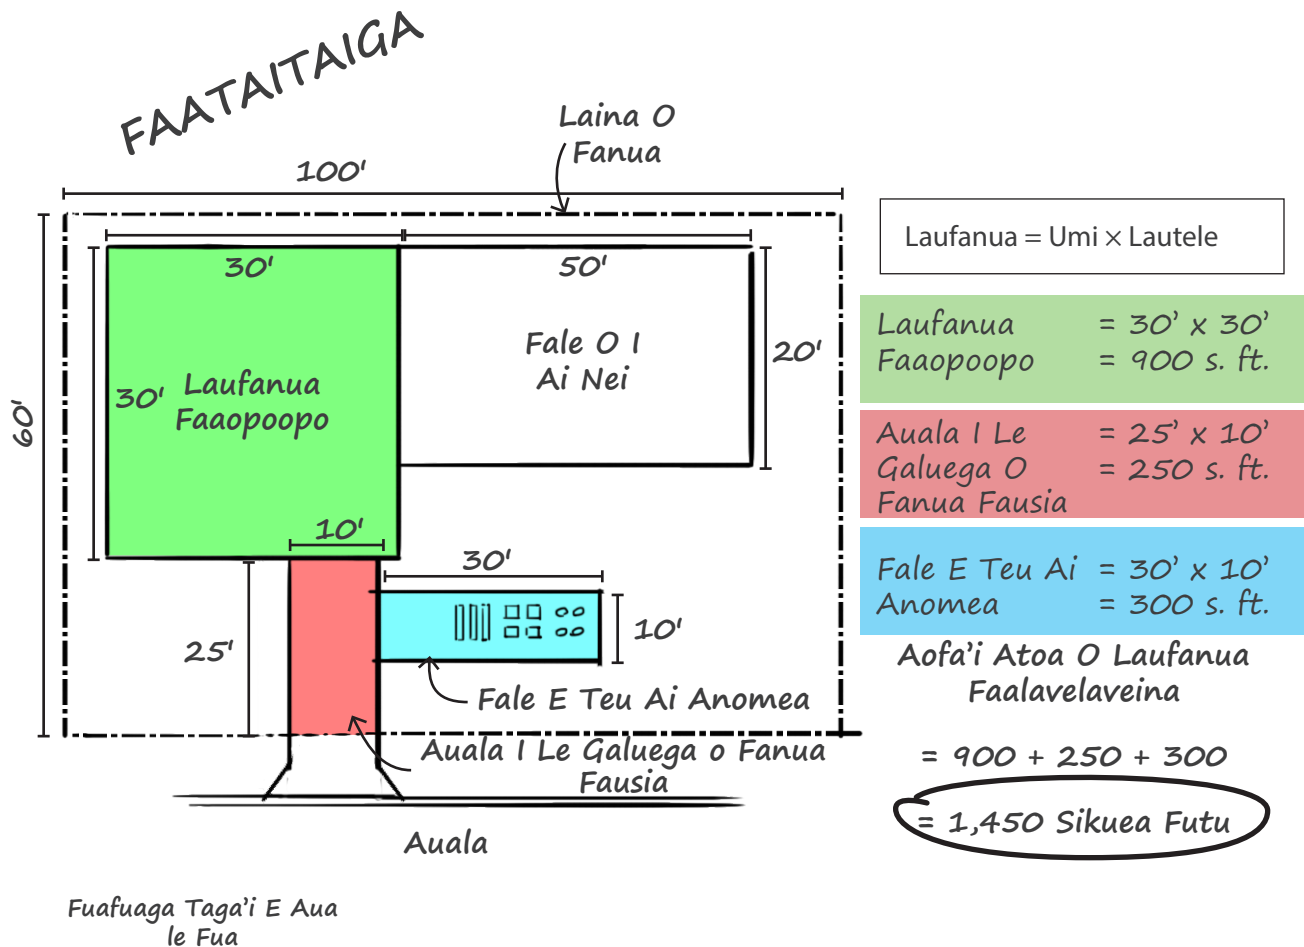 FAATAITAIGA
Laina O
Fanua
100'
30'
50'
60'
30'
Laufanua
Faaopoopo
Fale O I
Ai Nei
20'
10'
30'
25'
10'
Fale E Teu Ai Anomea
Auala I Le Galuega o Fanua
Fausia
Auala
Fuafuaga Taga'i E Aua
le Fua
Laufanua = Umi × Lautele
Laufanua = 30' x 30'
Faaopoopo = 900 s. ft.
Auala I Le = 25' x 10'
Galuega O = 250 s. ft.
Fanua Fausia
Fale E Teu Ai = 30' x 10'
Anomea = 300 s. ft.
Aofa'i Atoa O Laufanua
Faalavelaveina
= 900 + 250 + 300
= 1,450 Sikuea Futu